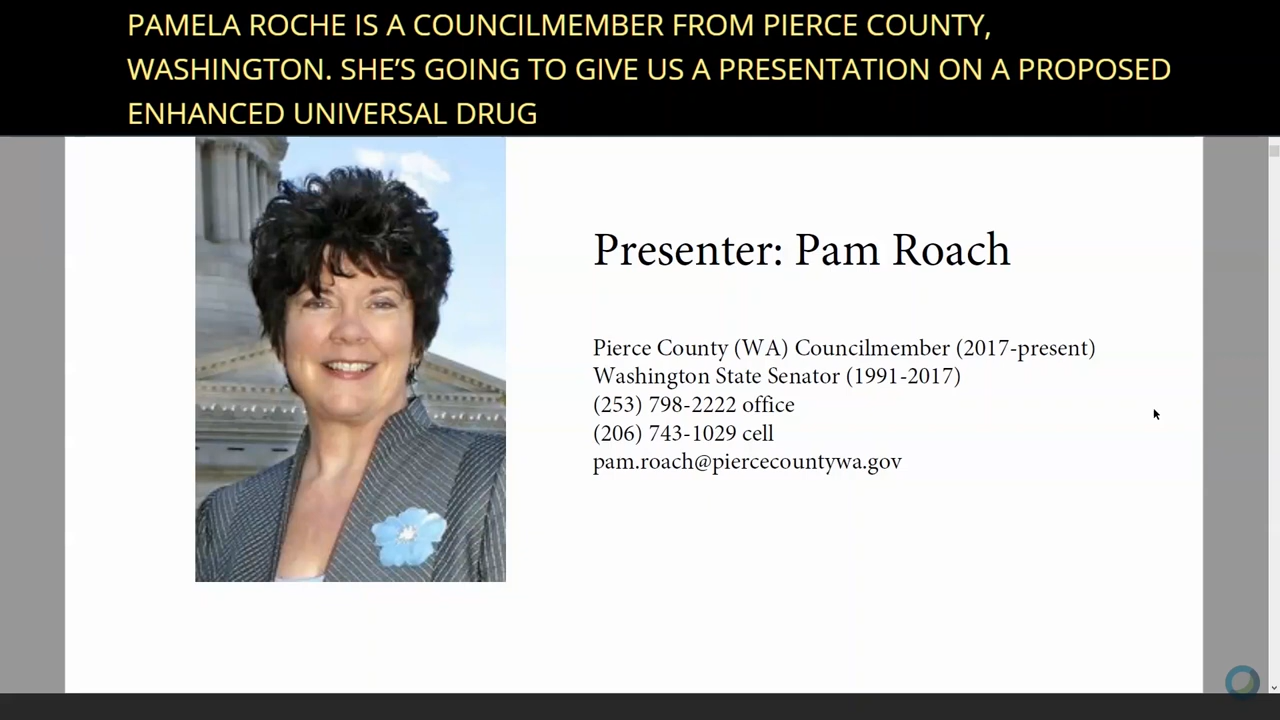 PAMELA ROCHE IS A COUNCILMEMBER FROM PIERCE COUNTY,
WASHINGTON. SHE'S GOING TO GIVE US A PRESENTATION ON A PROPOSED
ENHANCED UNIVERSAL DRUG
Presenter: Pam Roach
Pierce County (WA) Councilmember (2017-present)
Washington State Senator (1991-2017)
(253) 798-2222 office
(206) 743-1029 cell
pam.roach@piercecountywa.gov